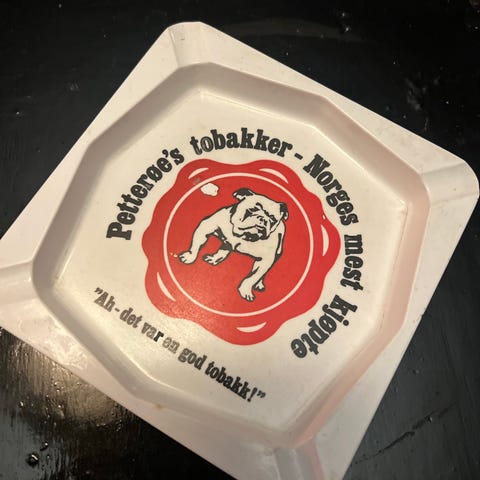 Petterøe's tobakker - Norges mest kjøpte
"Ah - det var en god tobakk!"